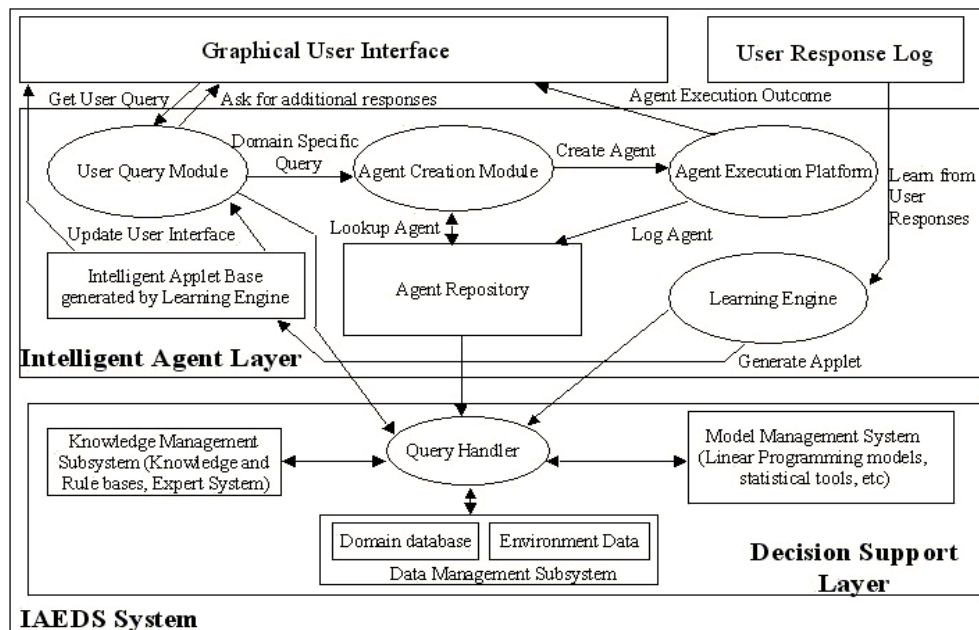 Graphical User Interface
User Response Log
Get User Query
Ask for additional responses
Agent Execution Outcome
User Query Module
Domain Specific
Query
Agent Creation Module
Create Agent
Agent Execution Platform
Learn from
User
Responses
Update User Interface
Lookup Agent
Log Agent
Intelligent Applet Base
generated by Learning Engine
Agent Repository
Learning Engine
Intelligent Agent Layer
Generate Applet
Knowledge Management
Subsystem (Knowledge and
Rule bases, Expert System)
Query Handler
Model Management System
(Linear Programming models,
statistical tools, etc)
Domain database
Environment Data
Data Management Subsystem
Decision Support
Layer
IAEDS System